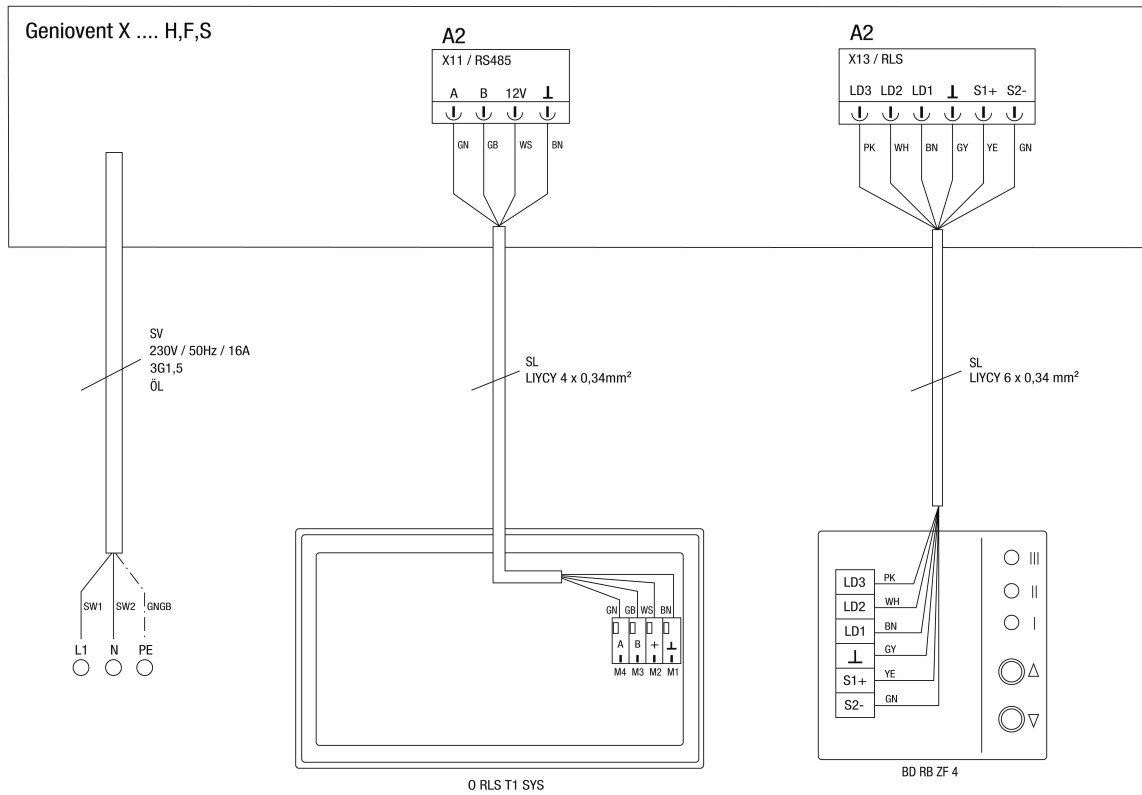 Geniovent X .... H,F,S
A2
X11 / RS485
A B 12V ⊥
GN GB WS BN
A2
X13 / RLS
LD3 LD2 LD1 ⊥ S1+ S2-
PK WH BN GY YE GN
SV
230V / 50Hz / 16A
3G1,5
ÖL
SL
LIYCY 4 x 0,34mm²
SL
LIYCY 6 x 0,34 mm²
SW1 SW2 GNGB
L1 N PE
GN GB WS BN
A B + ⊥
M4 M3 M2 M1
O RLS T1 SYS
LD3 PK
LD2 WH
LD1 BN
⊥ GY
S1+ YE
S2- GN
III
II
I
BD RB ZF 4